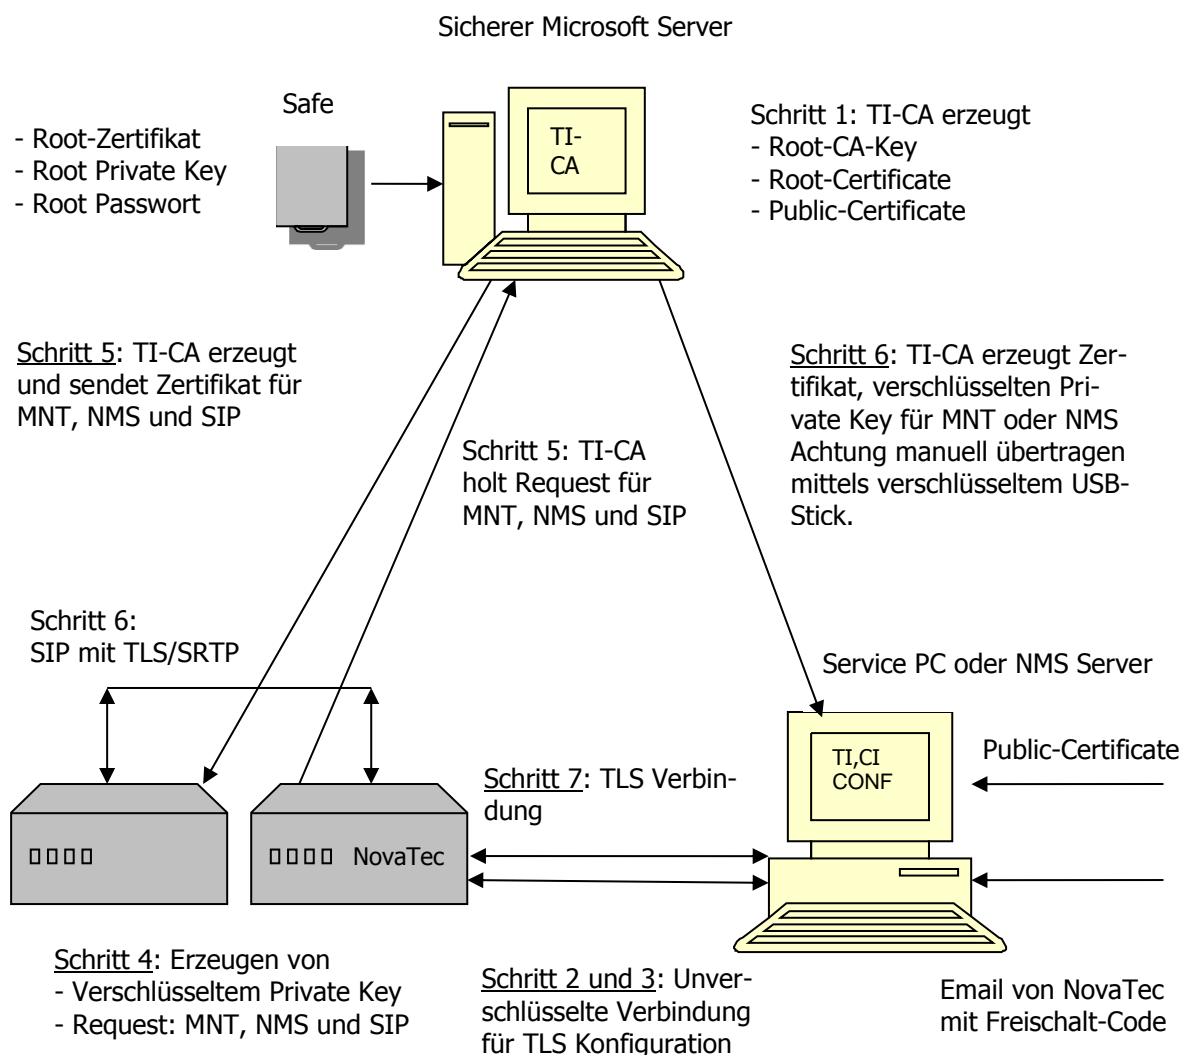 Sicherer Microsoft Server
Safe
- Root-Zertifikat
- Root Private Key
- Root Passwort
TI-
CA
Schritt 1: TI-CA erzeugt
- Root-CA-Key
- Root-Certificate
- Public-Certificate
Schritt 5: TI-CA erzeugt
und sendet Zertifikat für
MNT, NMS und SIP
Schritt 5: TI-CA
holt Request für
MNT, NMS und SIP
Schritt 6: TI-CA erzeugt Zer-
tifikat, verschlüsselten Pri-
vate Key für MNT oder NMS
Achtung manuell übertragen
mittels verschlüsseltem USB-
Stick.
Schritt 6:
SIP mit TLS/SRTP
Service PC oder NMS Server
TI,CI
CONF
Public-Certificate
Schritt 7: TLS Verbin-
dung
NovaTec
Schritt 4: Erzeugen von
- Verschlüsseltem Private Key
- Request: MNT, NMS und SIP
Schritt 2 und 3: Unver-
schlüsselte Verbindung
für TLS Konfiguration
Email von NovaTec
mit Freischalt-Code